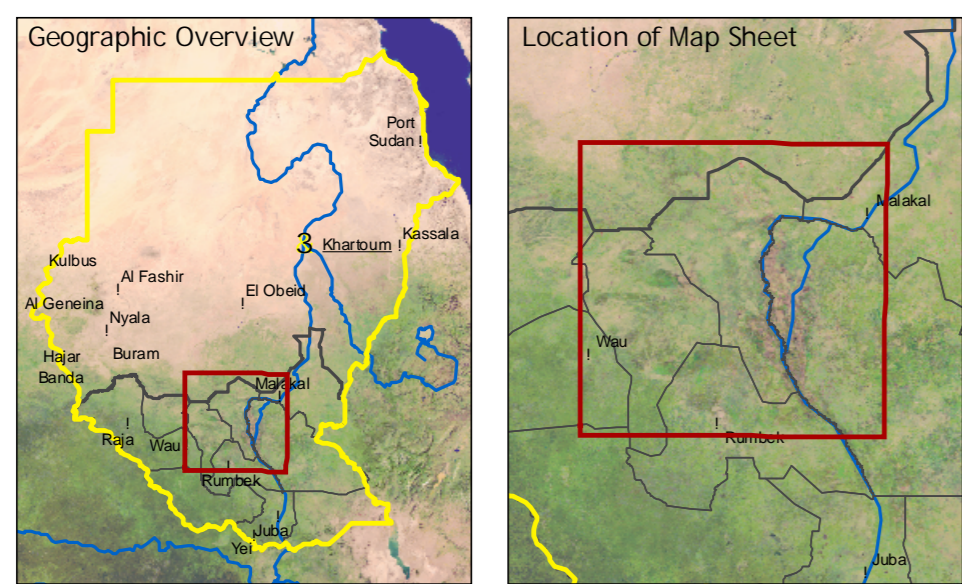 Geographic Overview
Port
Sudan !
3 Khartoum !
Kassala
Kulbus
Al Fashir
!
Al Geneina
El Obeid
!
Nyala
!
Hajar
Banda
Buram
Malakal
!
!
Raja
Wau
!
Rumbek
!
Juba
!
Yei
Location of Map Sheet
Malakal
!
Wau
!
!
Rumbek
Juba
!